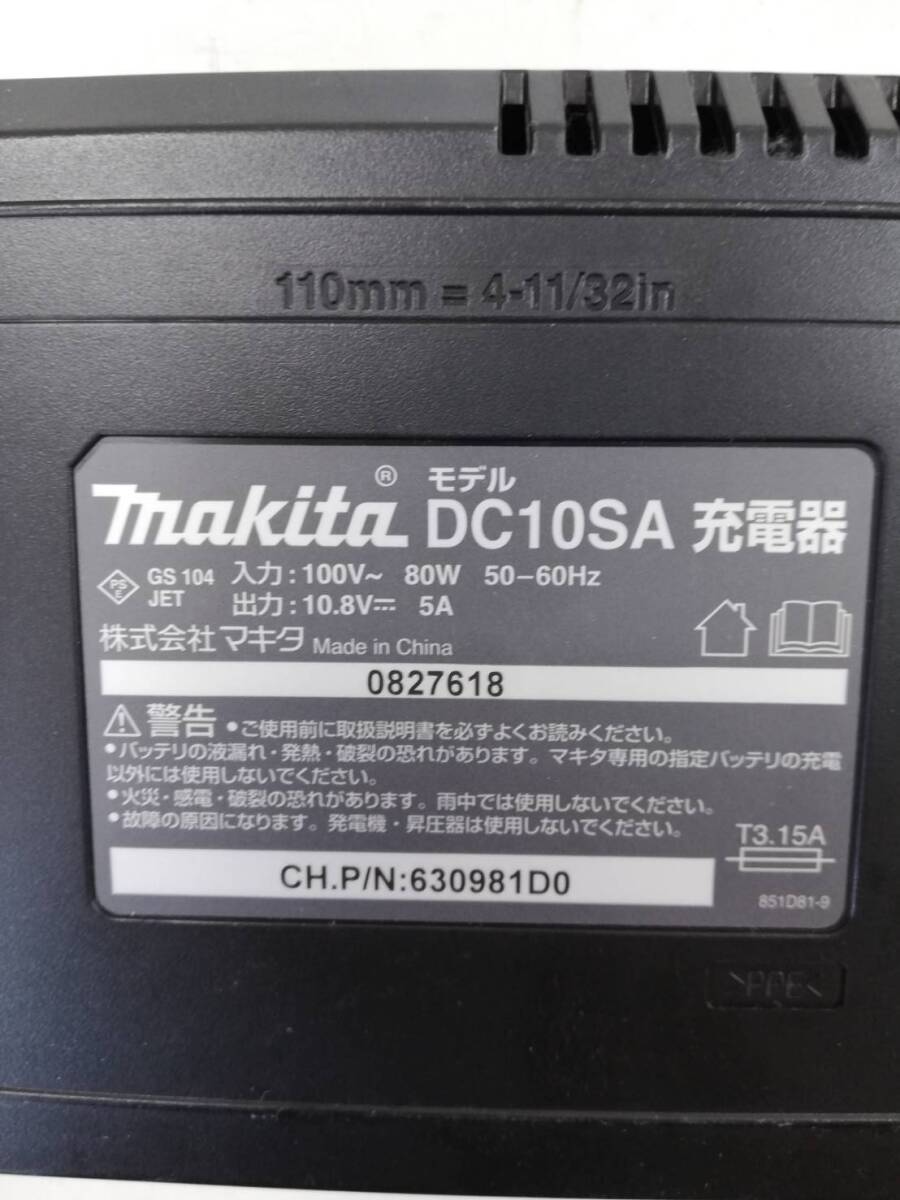 110mm = 4-11/32in
makita® モデル DC10SA 充電器
PSE GS 104 JET
入力:100V~ 80W 50-60Hz
出力:10.8V⎓ 5A
株式会社マキタ Made in China
0827618
⚠警告 •ご使用前に取扱説明書を必ずよくお読みください。
•バッテリの液漏れ・発熱・破裂の恐れがあります。マキタ専用の指定バッテリの充電
以外には使用しないでください。
•火災・感電・破裂の恐れがあります。雨中では使用しないでください。
•故障の原因になります。発電機・昇圧器は使用しないでください。
T3.15A
CH.P/N:630981D0
851D81-9
>PPE<